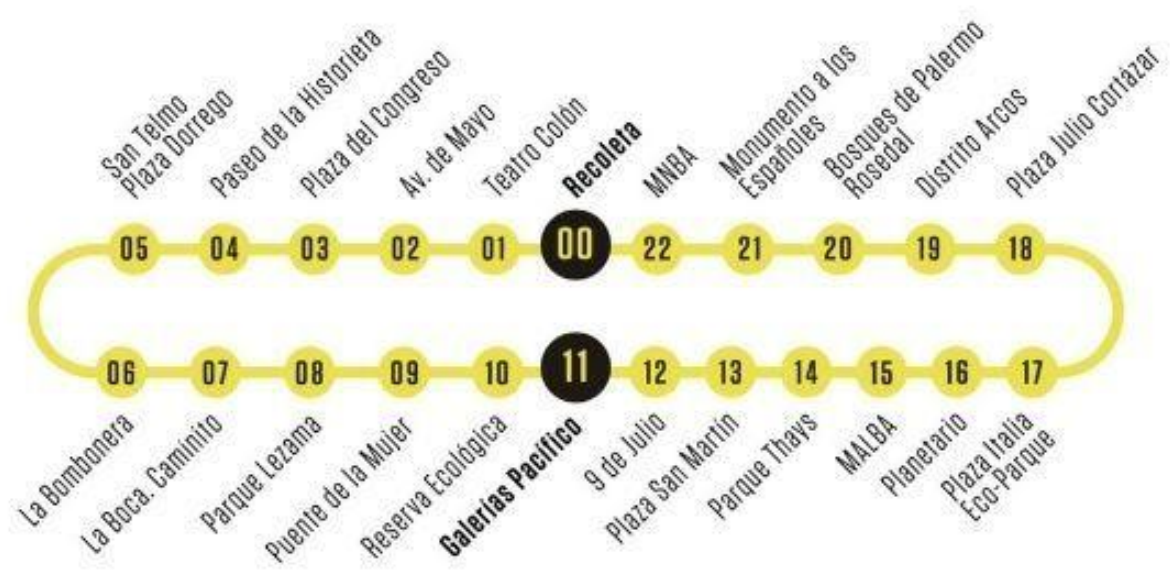 San Telmo
Plaza Dorrego
Paseo de la Historieta
Plaza del Congreso
Av. de Mayo
Teatro Colón
Recoleta
MNBA
Monumento a los
Españoles
Bosques de Palermo
Rosedal
Distrito Arcos
Plaza Julio Cortázar
05
04
03
02
01
00
22
21
20
19
18
06
07
08
09
10
11
12
13
14
15
16
17
La Bombonera
La Boca. Caminito
Parque Lezama
Puente de la Mujer
Reserva Ecológica
Galerías Pacífico
9 de Julio
Plaza San Martín
Parque Thays
MALBA
Planetario
Plaza Italia
Eco-Parque